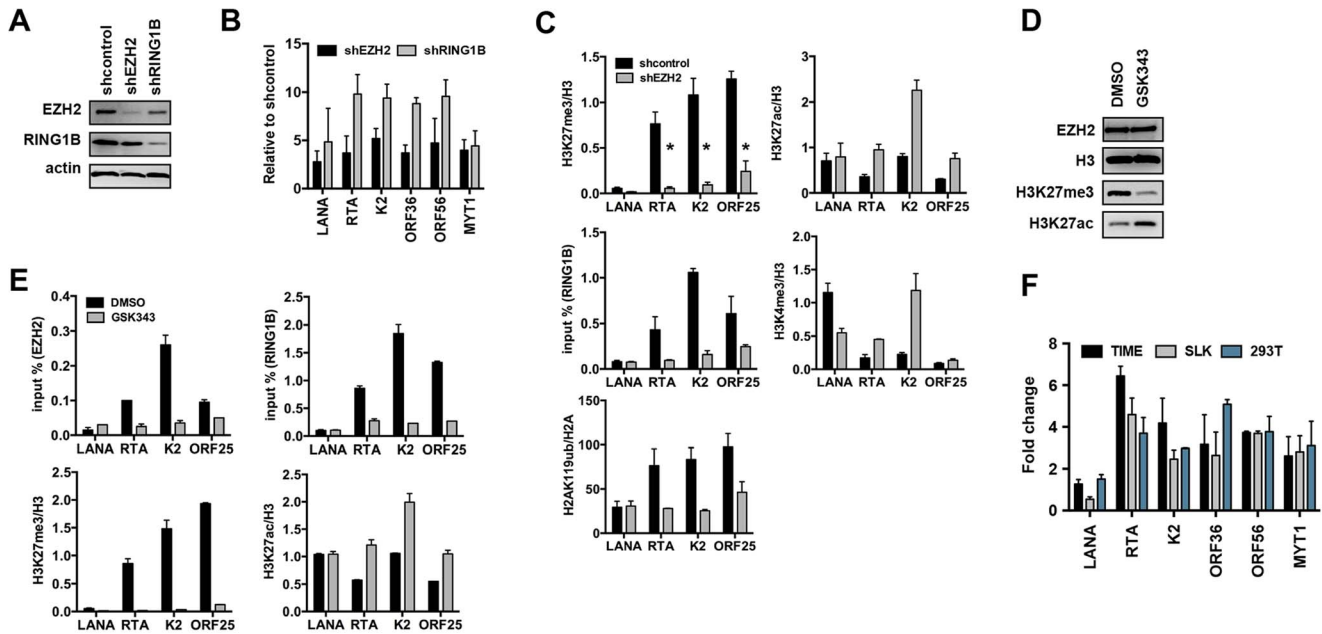 A
shcontrol
shEZH2
shRING1B
EZH2
RING1B
actin
B
Relative to shcontrol
15
10
5
0
shEZH2 shRING1B
LANA RTA K2 ORF36 ORF56 MYT1
C
H3K27me3/H3
1.5
1.0
0.5
0.0
shcontrol
shEZH2
* * *
LANA RTA K2 ORF25
H3K27ac/H3
3
2
1
0
LANA RTA K2 ORF25
input % (RING1B)
1.5
1.0
0.5
0.0
LANA RTA K2 ORF25
H3K4me3/H3
2.0
1.5
1.0
0.5
0.0
LANA RTA K2 ORF25
H2AK119ub/H2A
150
100
50
0
LANA RTA K2 ORF25
D
DMSO
GSK343
EZH2
H3
H3K27me3
H3K27ac
E
input % (EZH2)
0.4
0.3
0.2
0.1
0.0
DMSO
GSK343
LANA RTA K2 ORF25
input % (RING1B)
2.5
2.0
1.5
1.0
0.5
0.0
LANA RTA K2 ORF25
H3K27me3/H3
2.5
2.0
1.5
1.0
0.5
0.0
LANA RTA K2 ORF25
H3K27ac/H3
2.5
2.0
1.5
1.0
0.5
0.0
LANA RTA K2 ORF25
F
Fold change
8
6
4
2
0
TIME SLK 293T
LANA RTA K2 ORF36 ORF56 MYT1